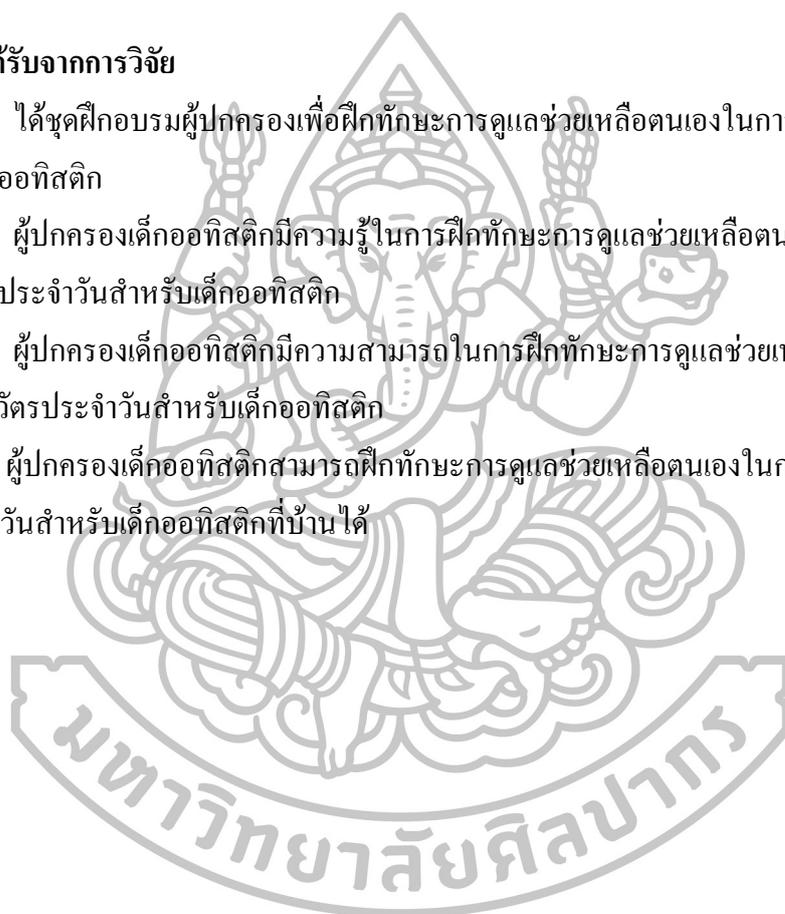 ด้รับจากการวิจัย
ได้ชุดฝึกอบรมผู้ปกครองเพื่อฝึกทักษะการดูแลช่วยเหลือตนเองในกา
ออทิสติก
ผู้ปกครองเด็กออทิสติกมีความรู้ในการฝึกทักษะการดูแลช่วยเหลือตน
ประจำวันสำหรับเด็กออทิสติก
ผู้ปกครองเด็กออทิสติกมีความสามารถในการฝึกทักษะการดูแลช่วยเห
วัตรประจำวันสำหรับเด็กออทิสติก
ผู้ปกครองเด็กออทิสติกสามารถฝึกทักษะการดูแลช่วยเหลือตนเองในก
วันสำหรับเด็กออทิสติกที่บ้านได้
มหาวิทยาลัยศิลปากร